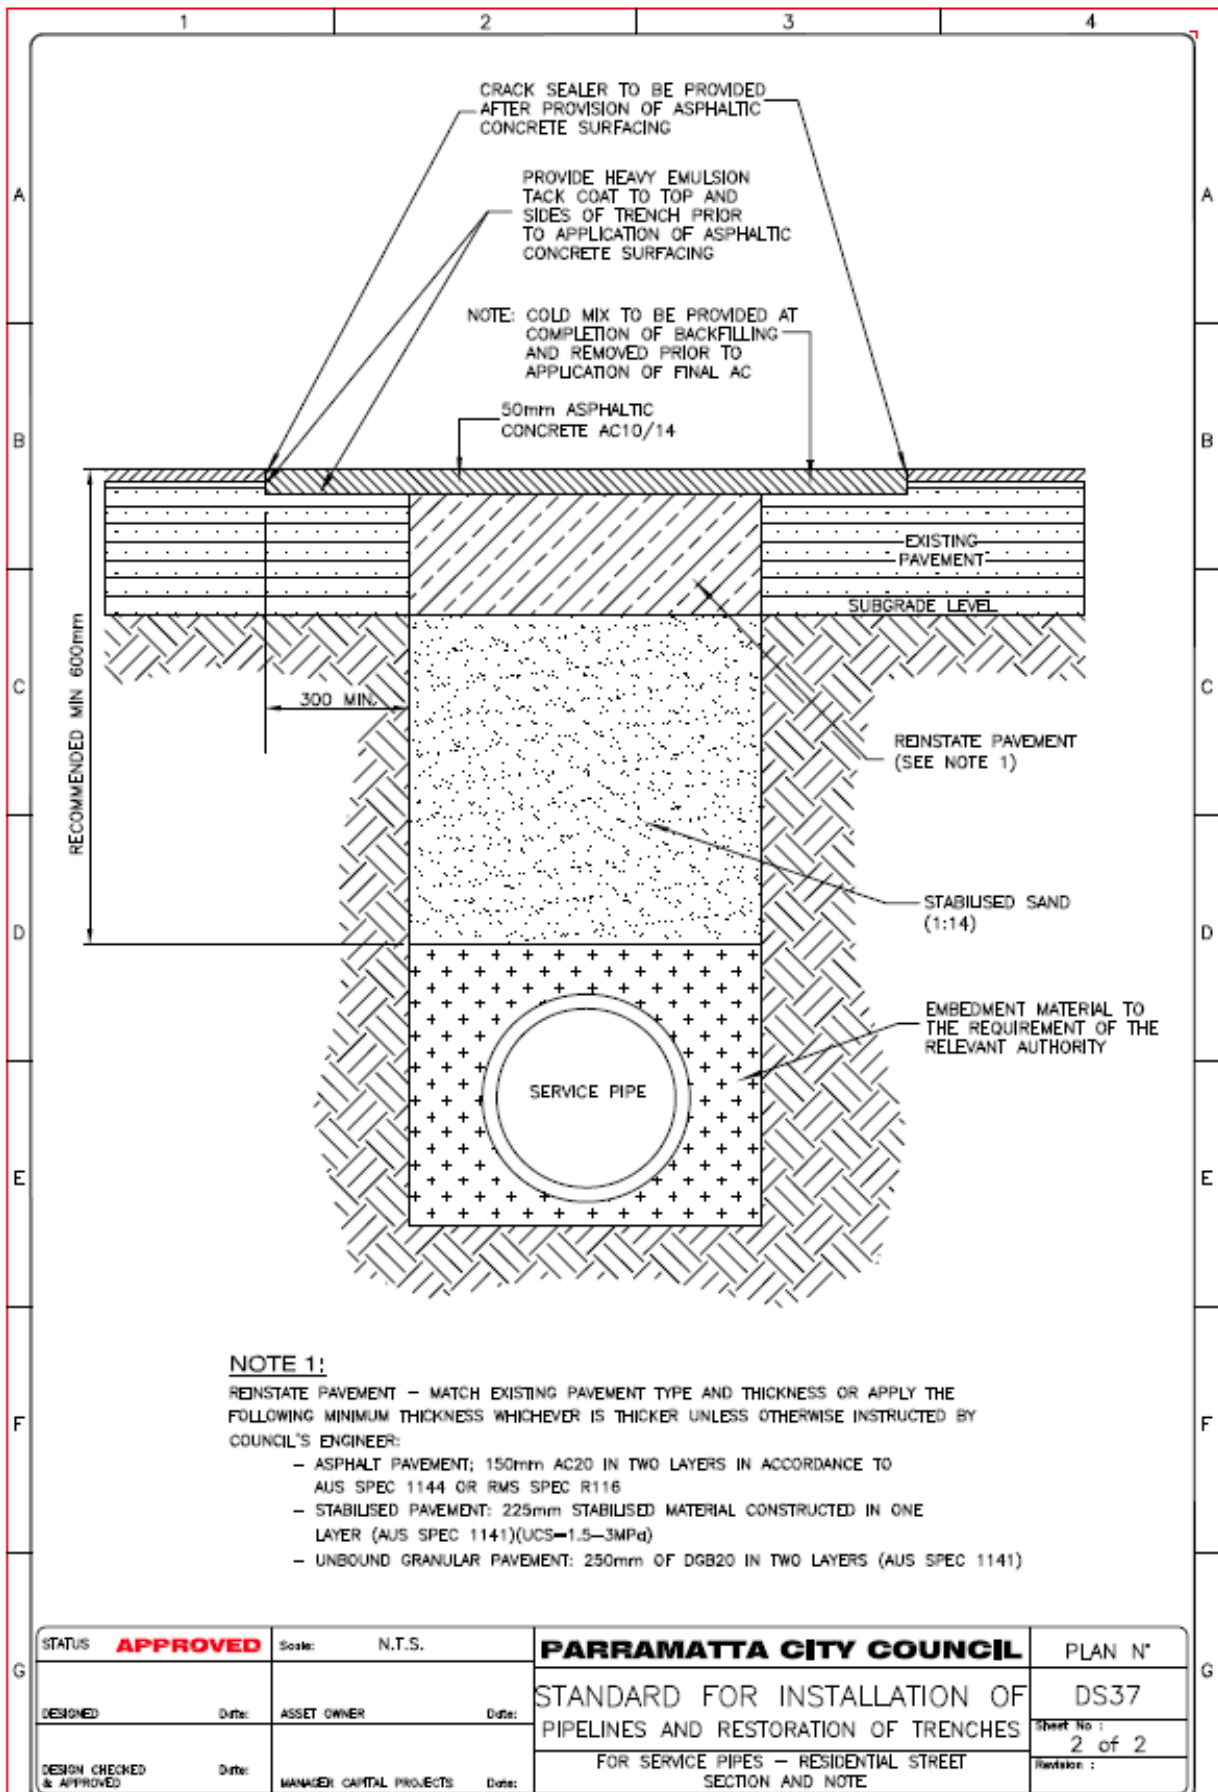 1 2 3 4
CRACK SEALER TO BE PROVIDED
AFTER PROVISION OF ASPHALTIC
CONCRETE SURFACING
A A
PROVIDE HEAVY EMULSION
TACK COAT TO TOP AND
SIDES OF TRENCH PRIOR
TO APPLICATION OF ASPHALTIC
CONCRETE SURFACING
NOTE: COLD MIX TO BE PROVIDED AT
COMPLETION OF BACKFILLING
AND REMOVED PRIOR TO
APPLICATION OF FINAL AC
50mm ASPHALTIC
CONCRETE AC10/14
B B
EXISTING
PAVEMENT
SUBGRADE LEVEL
RECOMMENDED MIN 600mm
C C
300 MIN.
REINSTATE PAVEMENT
(SEE NOTE 1)
STABILISED SAND
(1:14)
D D
EMBEDMENT MATERIAL TO
THE REQUIREMENT OF THE
RELEVANT AUTHORITY
SERVICE PIPE
E E
NOTE 1:
REINSTATE PAVEMENT – MATCH EXISTING PAVEMENT TYPE AND THICKNESS OR APPLY THE
FOLLOWING MINIMUM THICKNESS WHICHEVER IS THICKER UNLESS OTHERWISE INSTRUCTED BY
COUNCIL'S ENGINEER:
F F
– ASPHALT PAVEMENT; 150mm AC20 IN TWO LAYERS IN ACCORDANCE TO
AUS SPEC 1144 OR RMS SPEC R116
– STABILISED PAVEMENT: 225mm STABILISED MATERIAL CONSTRUCTED IN ONE
LAYER (AUS SPEC 1141)(UCS=1.5–3MPa)
– UNBOUND GRANULAR PAVEMENT: 250mm OF DGB20 IN TWO LAYERS (AUS SPEC 1141)
G G
STATUS APPROVED
Scale: N.T.S.
PARRAMATTA CITY COUNCIL
PLAN N°
DESIGNED Date:
ASSET OWNER Date:
STANDARD FOR INSTALLATION OF
PIPELINES AND RESTORATION OF TRENCHES
DS37
Sheet No :
2 of 2
DESIGN CHECKED
& APPROVED Date:
MANAGER CAPITAL PROJECTS Date:
FOR SERVICE PIPES – RESIDENTIAL STREET
SECTION AND NOTE
Revision :